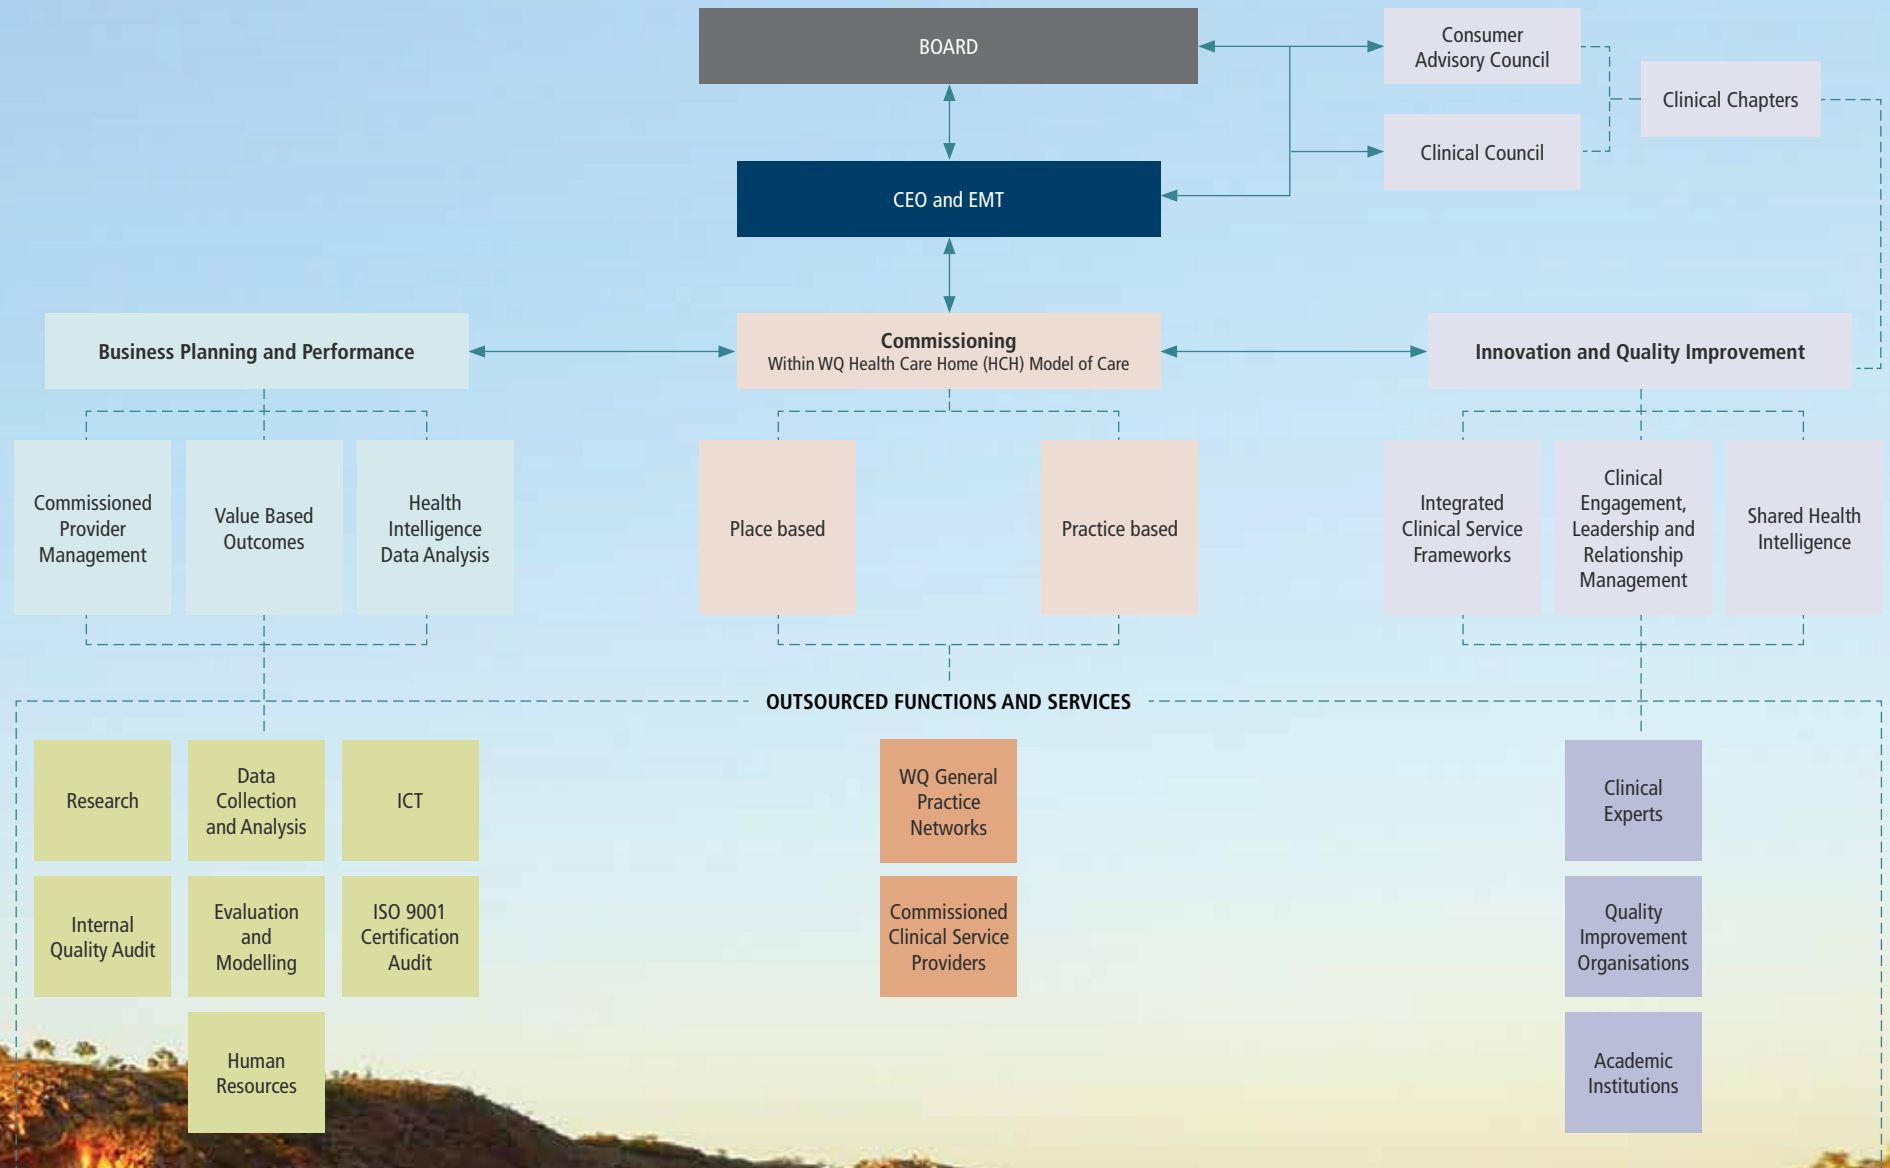 BOARD
Consumer
Advisory Council
Clinical Chapters
Clinical Council
CEO and EMT
Business Planning and Performance
Commissioning
Within WQ Health Care Home (HCH) Model of Care
Innovation and Quality Improvement
Commissioned
Provider
Management
Value Based
Outcomes
Health
Intelligence
Data Analysis
Place based
Practice based
Integrated
Clinical Service
Frameworks
Clinical
Engagement,
Leadership and
Relationship
Management
Shared Health
Intelligence
OUTSOURCED FUNCTIONS AND SERVICES
Research
Data
Collection
and Analysis
ICT
WQ General
Practice
Networks
Clinical
Experts
Internal
Quality Audit
Evaluation
and
Modelling
ISO 9001
Certification
Audit
Commissioned
Clinical Service
Providers
Quality
Improvement
Organisations
Human
Resources
Academic
Institutions